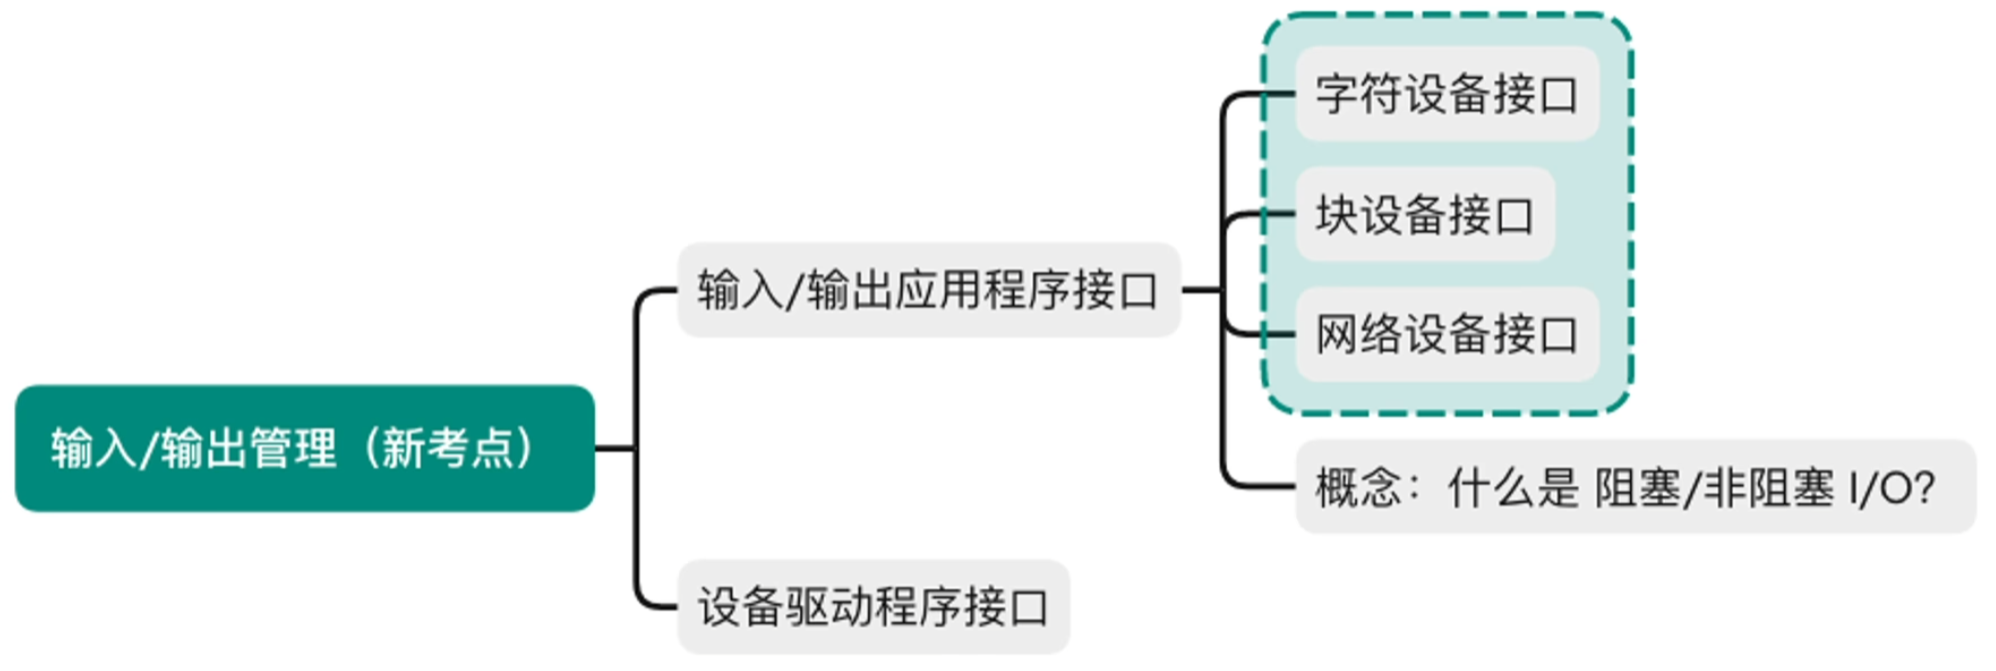 输入/输出管理（新考点）
输入/输出应用程序接口
字符设备接口
块设备接口
网络设备接口
概念：什么是 阻塞/非阻塞 I/O？
设备驱动程序接口